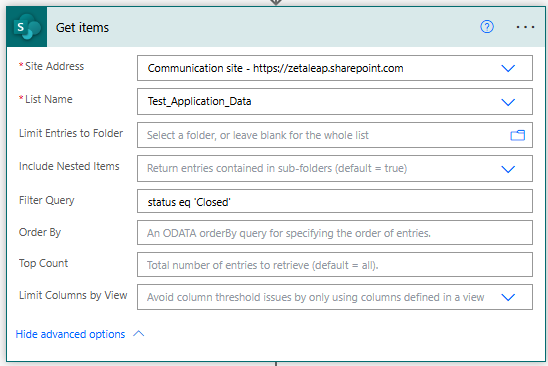 S Get items ? ...
* Site Address Communication site - https://zetaleap.sharepoint.com
* List Name Test_Application_Data
Limit Entries to Folder Select a folder, or leave blank for the whole list
Include Nested Items Return entries contained in sub-folders (default = true)
Filter Query status eq 'Closed'
Order By An ODATA orderBy query for specifying the order of entries.
Top Count Total number of entries to retrieve (default = all).
Limit Columns by View Avoid column threshold issues by only using columns defined in a view
Hide advanced options